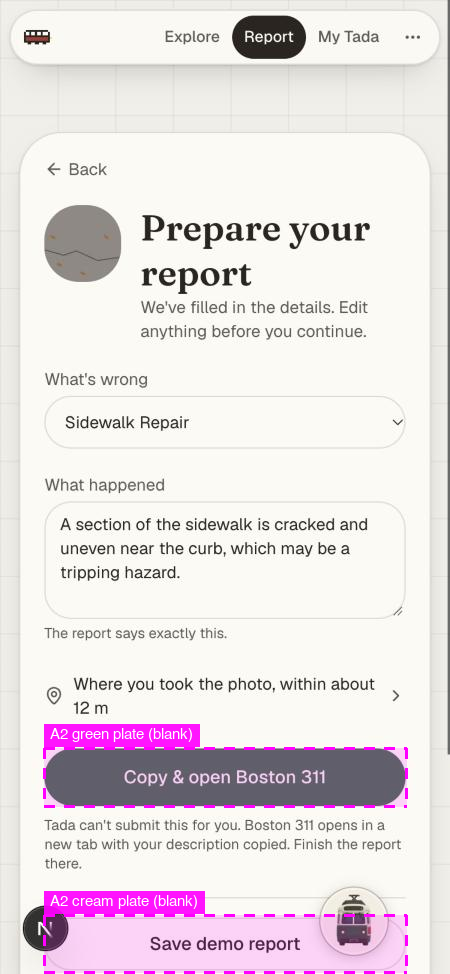 Explore Report My Tada
Back
Prepare your
report
We've filled in the details. Edit
anything before you continue.
What's wrong
Sidewalk Repair
What happened
A section of the sidewalk is cracked and
uneven near the curb, which may be a
tripping hazard.
The report says exactly this.
Where you took the photo, within about
12 m
A2 green plate (blank)
Copy & open Boston 311
Tada can't submit this for you. Boston 311 opens in a
new tab with your description copied. Finish the report
there.
A2 cream plate (blank)
N
Save demo report